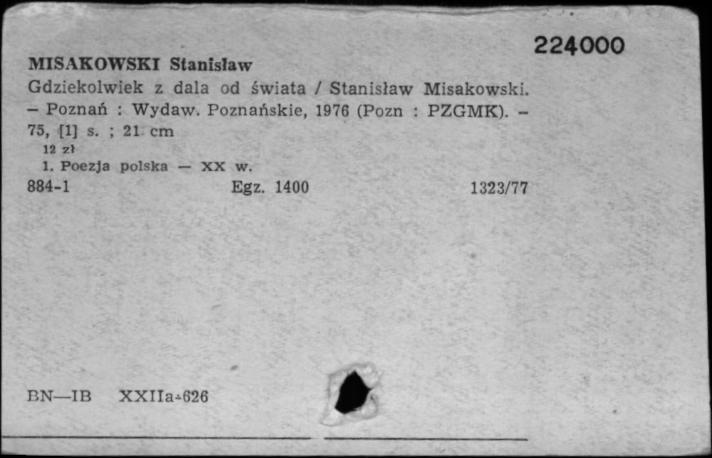 224000
MISAKOWSKI Stanisław
Gdziekolwiek z dala od świata / Stanisław Misakowski.
— Poznań : Wydaw. Poznańskie, 1976 (Pozn : PZGMK). —
75, [1] s. ; 21 cm
12 zł
1. Poezja polska — XX w.
884-1 Egz. 1400 1323/77
BN—IB XXIIa-626